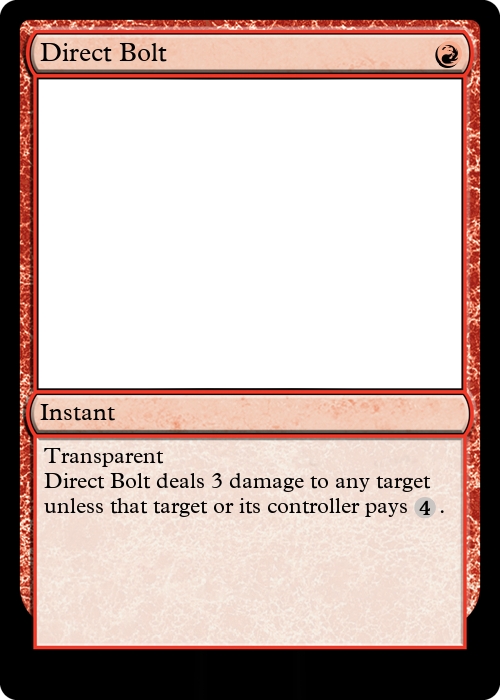 Direct Bolt
Instant
Transparent
Direct Bolt deals 3 damage to any target
unless that target or its controller pays 4 .